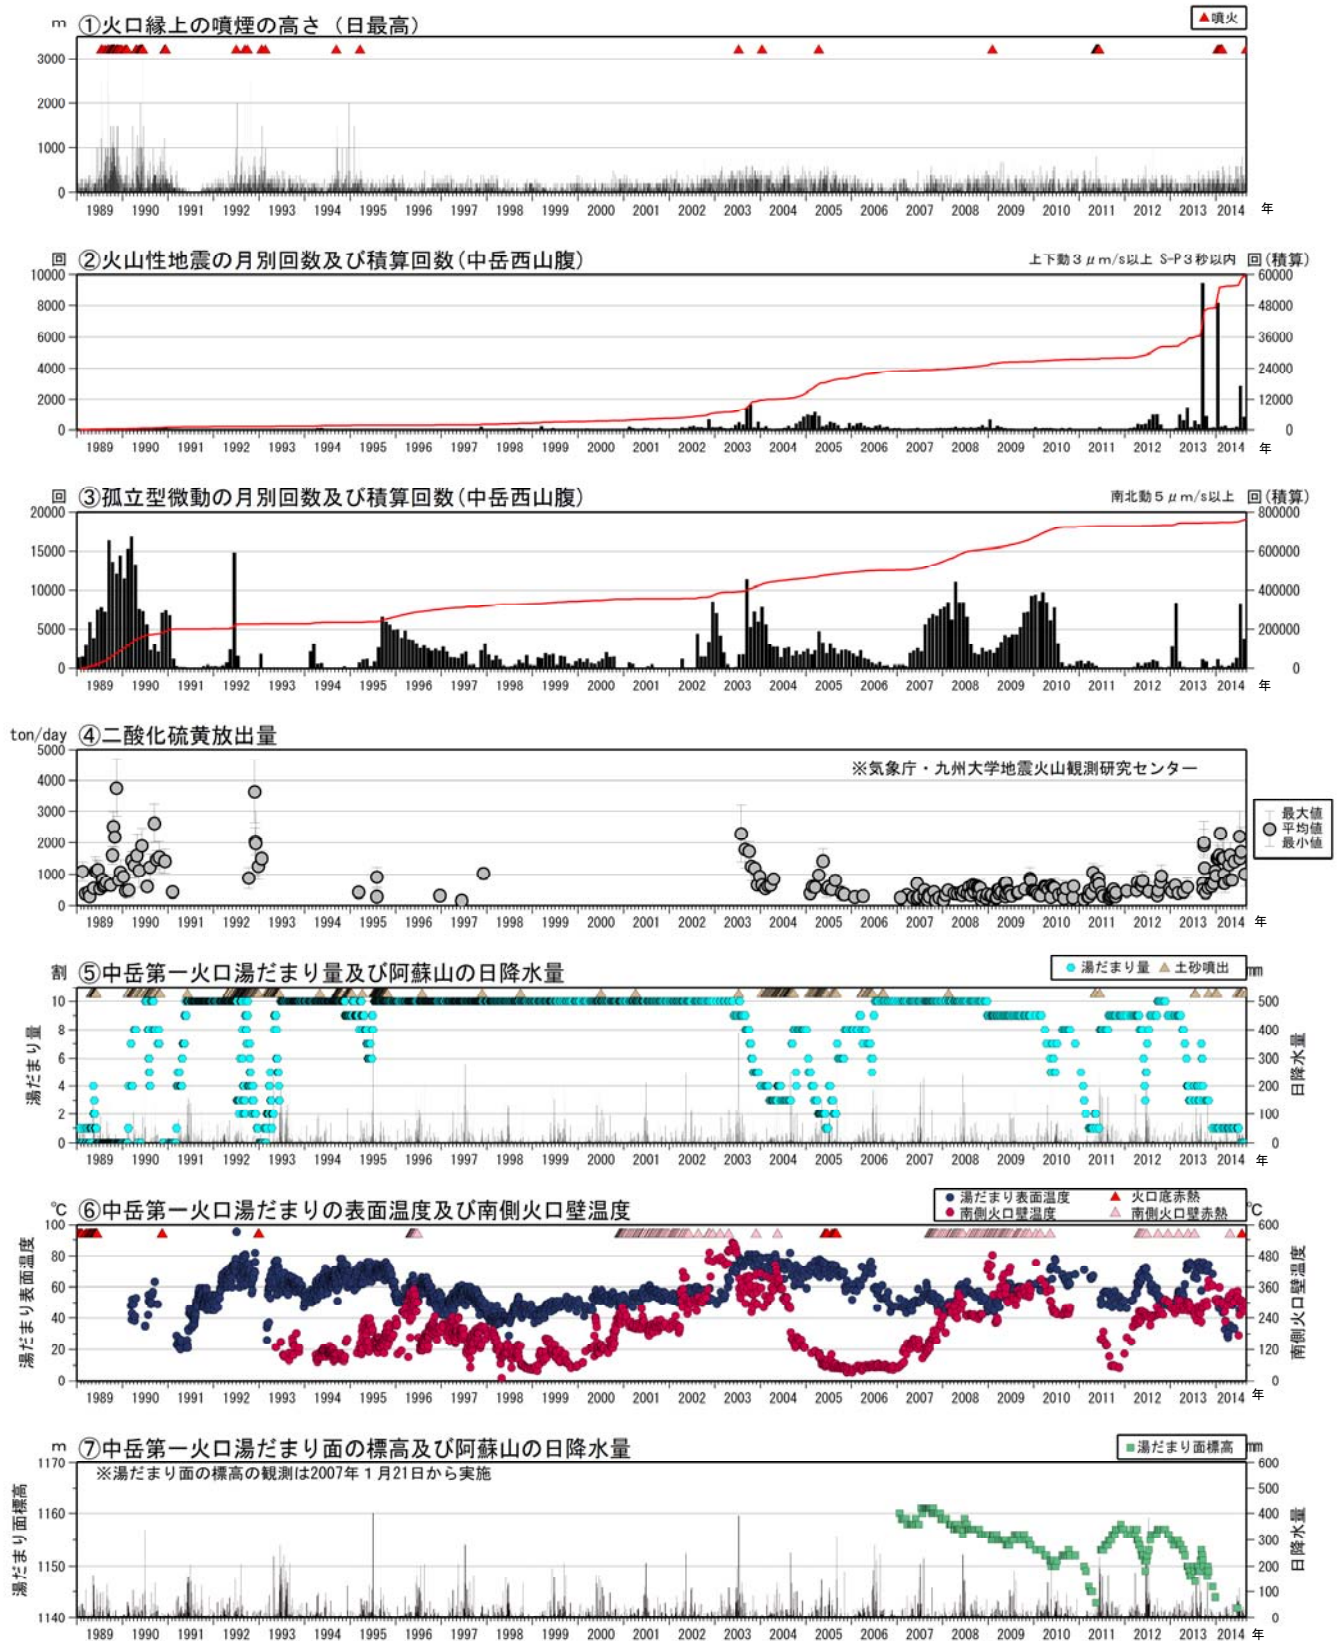 m ①火口縁上の噴煙の高さ（日最高） ▲噴火
3000
2000
1000
0
1989 1990 1991 1992 1993 1994 1995 1996 1997 1998 1999 2000 2001 2002 2003 2004 2005 2006 2007 2008 2009 2010 2011 2012 2013 2014 年
回 ②火山性地震の月別回数及び積算回数(中岳西山腹) 上下動3μm/s以上 S-P3秒以内 回(積算)
10000 60000
8000 48000
6000 36000
4000 24000
2000 12000
0 0
1989 1990 1991 1992 1993 1994 1995 1996 1997 1998 1999 2000 2001 2002 2003 2004 2005 2006 2007 2008 2009 2010 2011 2012 2013 2014 年
回 ③孤立型微動の月別回数及び積算回数(中岳西山腹) 南北動5μm/s以上 回(積算)
20000 800000
15000 600000
10000 400000
5000 200000
0 0
1989 1990 1991 1992 1993 1994 1995 1996 1997 1998 1999 2000 2001 2002 2003 2004 2005 2006 2007 2008 2009 2010 2011 2012 2013 2014 年
ton/day ④二酸化硫黄放出量
※気象庁・九州大学地震火山観測研究センター
5000
4000
3000
2000
1000
0
最大値
平均値
最小値
1989 1990 1991 1992 1993 1994 1995 1996 1997 1998 1999 2000 2001 2002 2003 2004 2005 2006 2007 2008 2009 2010 2011 2012 2013 2014 年
割 ⑤中岳第一火口湯だまり量及び阿蘇山の日降水量 湯だまり量 土砂噴出 mm
湯だまり量
日降水量
10 500
8 400
6 300
4 200
2 100
0 0
1989 1990 1991 1992 1993 1994 1995 1996 1997 1998 1999 2000 2001 2002 2003 2004 2005 2006 2007 2008 2009 2010 2011 2012 2013 2014 年
℃ ⑥中岳第一火口湯だまりの表面温度及び南側火口壁温度 ℃
湯だまり表面温度 火口底赤熱
南側火口壁温度 南側火口壁赤熱
湯だまり表面温度
南側火口壁温度
100 600
80 480
60 360
40 240
20 120
0 0
1989 1990 1991 1992 1993 1994 1995 1996 1997 1998 1999 2000 2001 2002 2003 2004 2005 2006 2007 2008 2009 2010 2011 2012 2013 2014 年
m ⑦中岳第一火口湯だまり面の標高及び阿蘇山の日降水量 湯だまり面標高 mm
※湯だまり面の標高の観測は2007年1月21日から実施
湯だまり面標高
日降水量
1170 600
500
1160 400
300
1150 200
100
1140 0
1989 1990 1991 1992 1993 1994 1995 1996 1997 1998 1999 2000 2001 2002 2003 2004 2005 2006 2007 2008 2009 2010 2011 2012 2013 2014 年